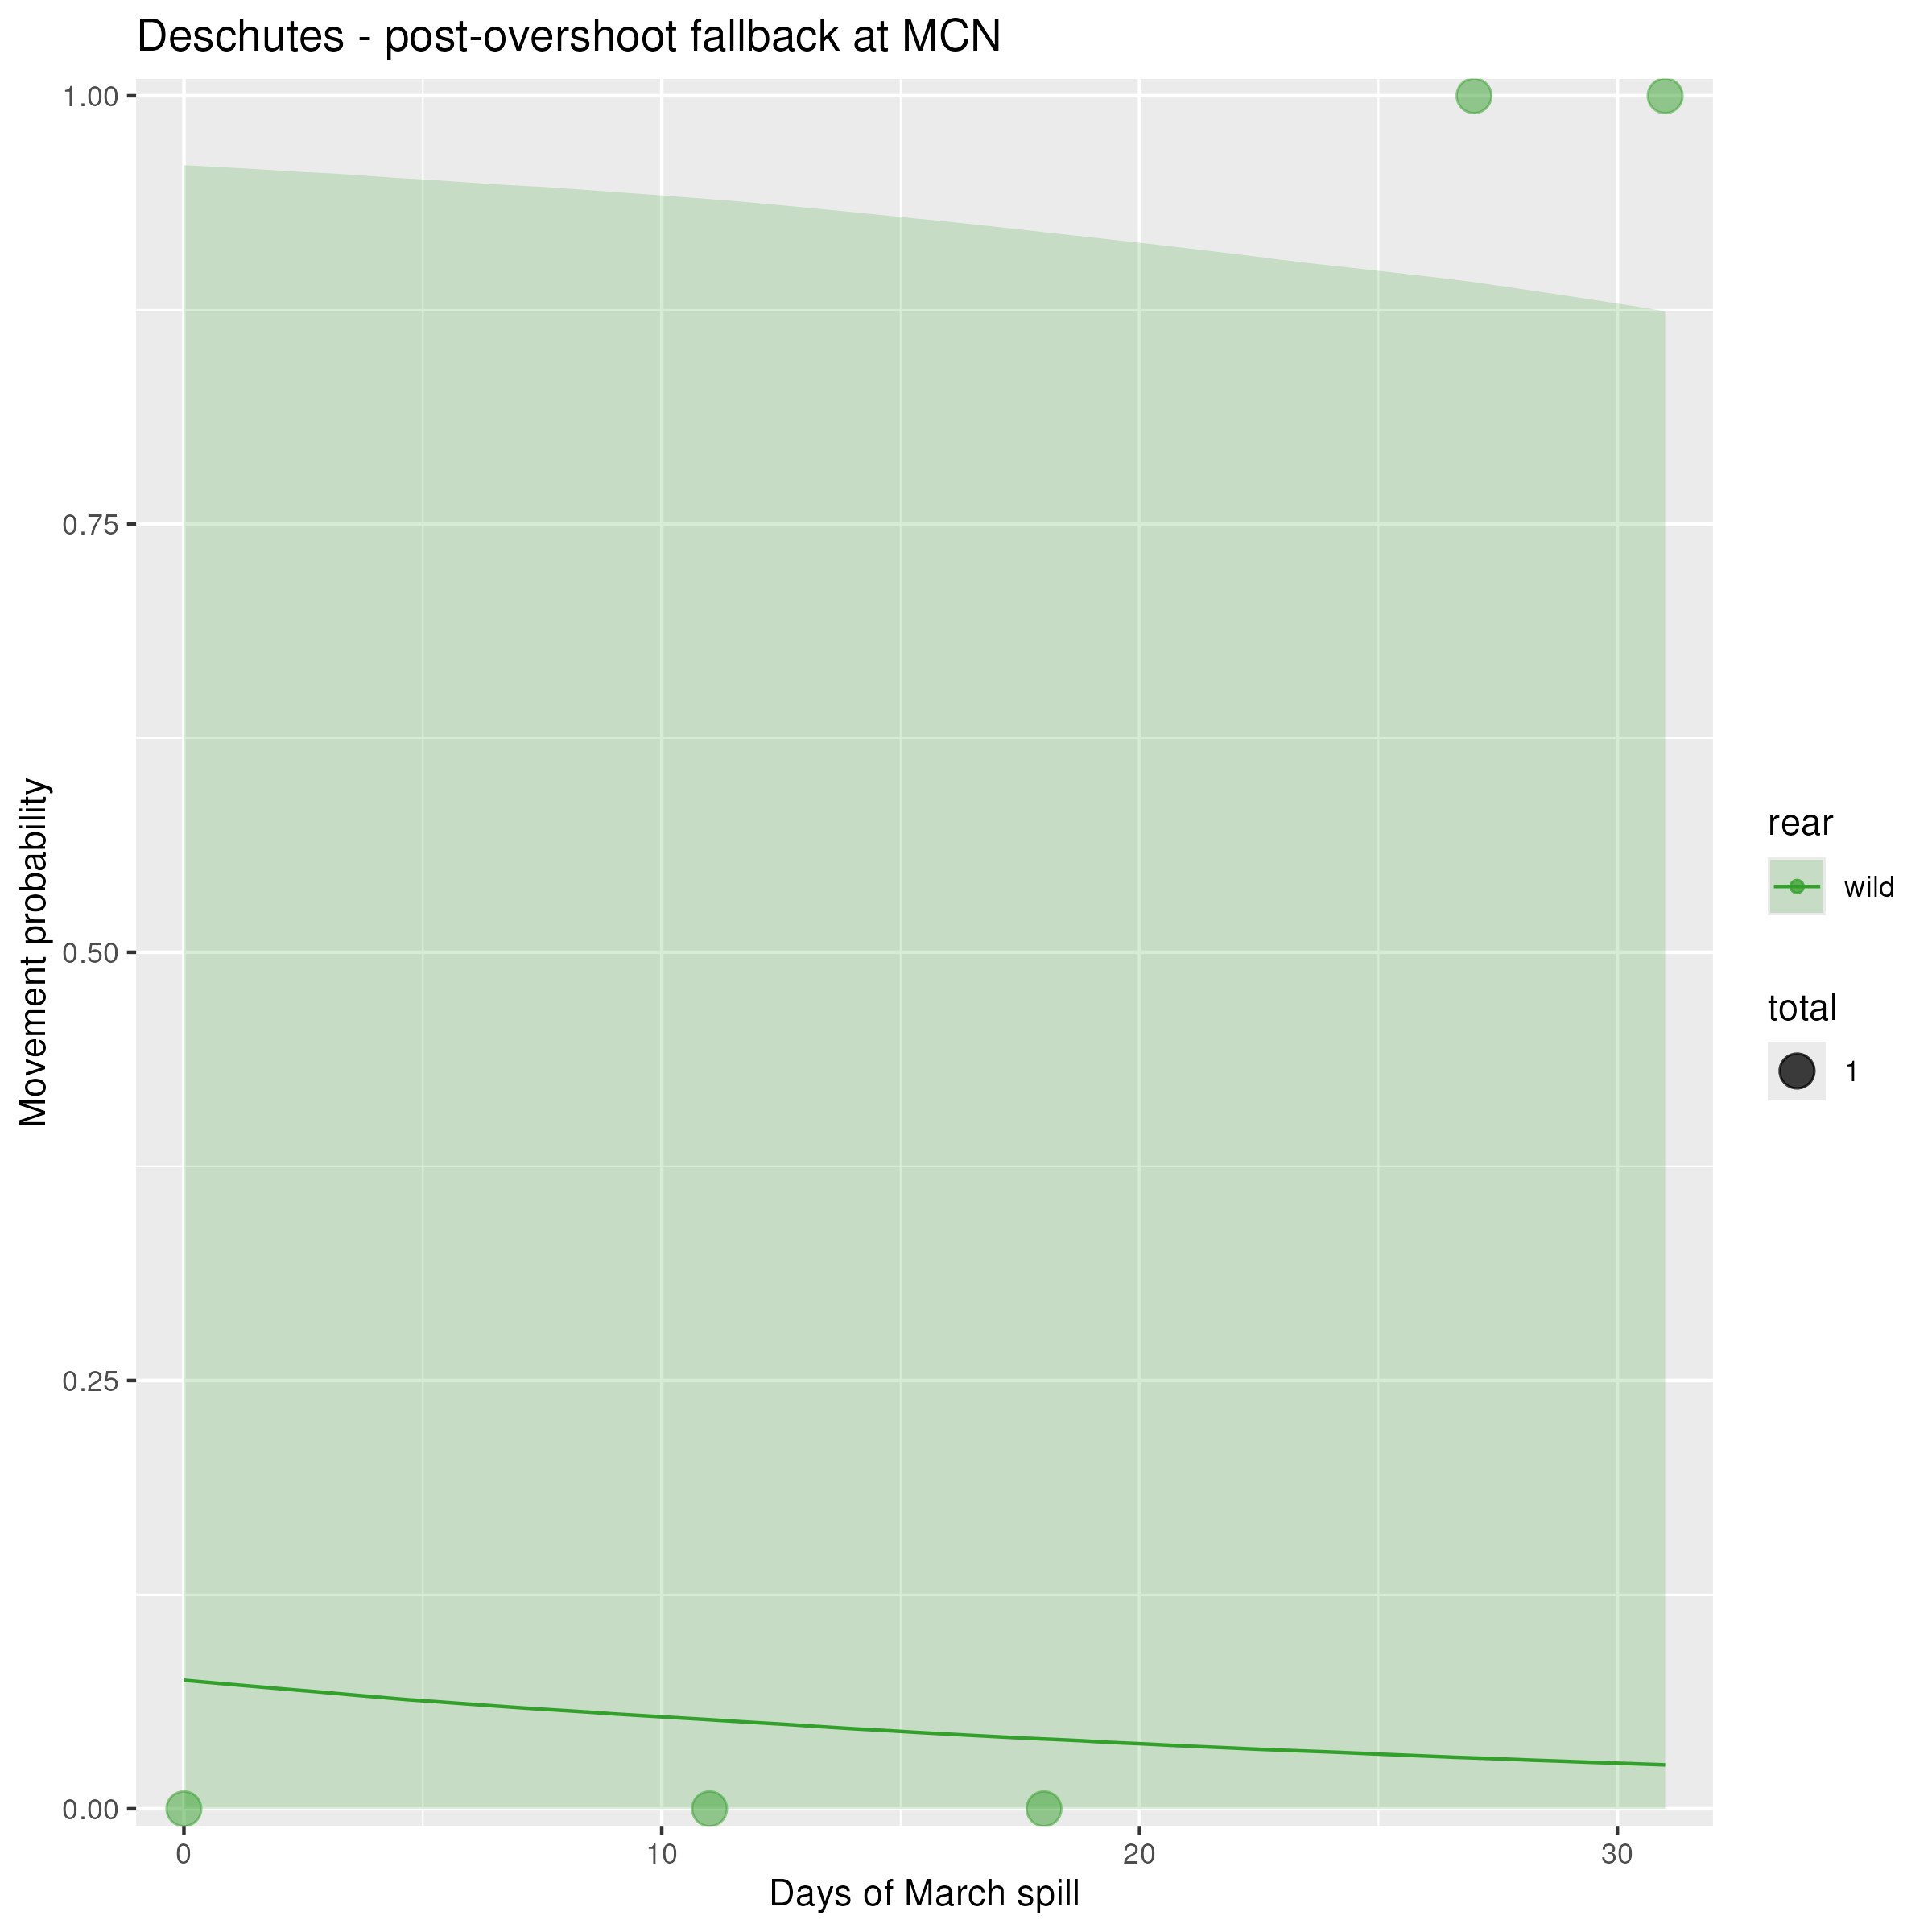 Deschutes - post-overshoot fallback at MCN
Movement probability
1.00
0.75
0.50
0.25
0.00
0
10
20
30
Days of March spill
rear
wild
total
1